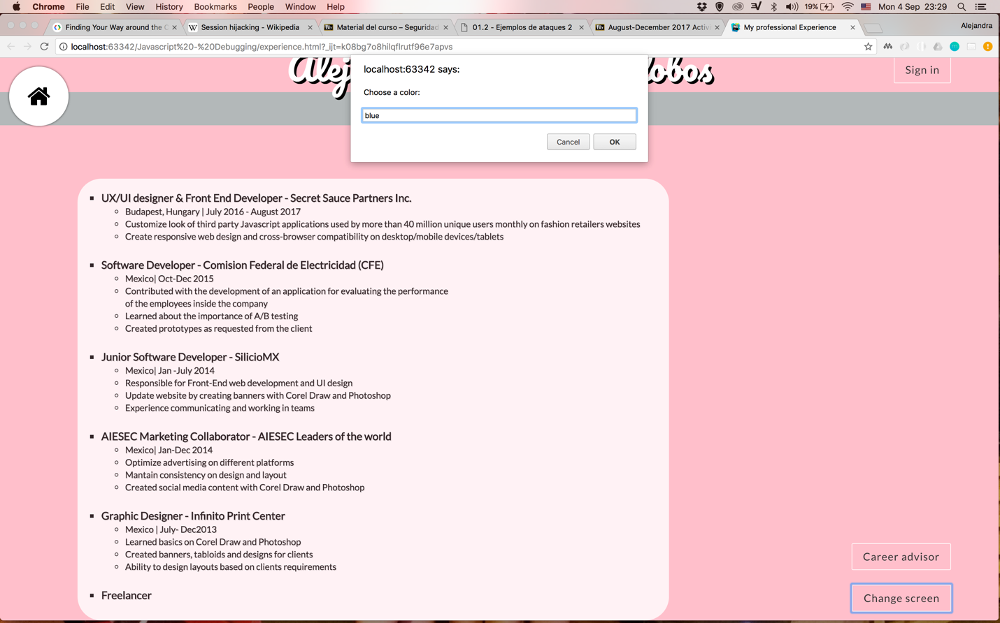 Chrome File Edit View History Bookmarks People Window Help 19% Mon 4 Sep 23:29
Finding Your Way around the C Session hijacking - Wikipedia Material del curso – Seguridad 01.2 - Ejemplos de ataques 2 August-December 2017 Activi My professional Experience Alejandra
localhost:63342/Javascript%20-%20Debugging/experience.html?_ijt=k08bg7o8hilqflrutf96e7apvs
localhost:63342 says:
Sign in
Choose a color:
blue
Cancel OK
UX/UI designer & Front End Developer - Secret Sauce Partners Inc.
Budapest, Hungary | July 2016 - August 2017
Customize look of third party Javascript applications used by more than 40 million unique users monthly on fashion retailers websites
Create responsive web design and cross-browser compatibility on desktop/mobile devices/tablets
Software Developer - Comision Federal de Electricidad (CFE)
Mexico| Oct-Dec 2015
Contributed with the development of an application for evaluating the performance
of the employees inside the company
Learned about the importance of A/B testing
Created prototypes as requested from the client
Junior Software Developer - SilicioMX
Mexico| Jan -July 2014
Responsible for Front-End web development and UI design
Update website by creating banners with Corel Draw and Photoshop
Experience communicating and working in teams
AIESEC Marketing Collaborator - AIESEC Leaders of the world
Mexico| Jan-Dec 2014
Optimize advertising on different platforms
Mantain consistency on design and layout
Created social media content with Corel Draw and Photoshop
Graphic Designer - Infinito Print Center
Mexico | July- Dec2013
Learned basics on Corel Draw and Photoshop
Created banners, tabloids and designs for clients
Ability to design layouts based on clients requirements
Freelancer
Career advisor
Change screen